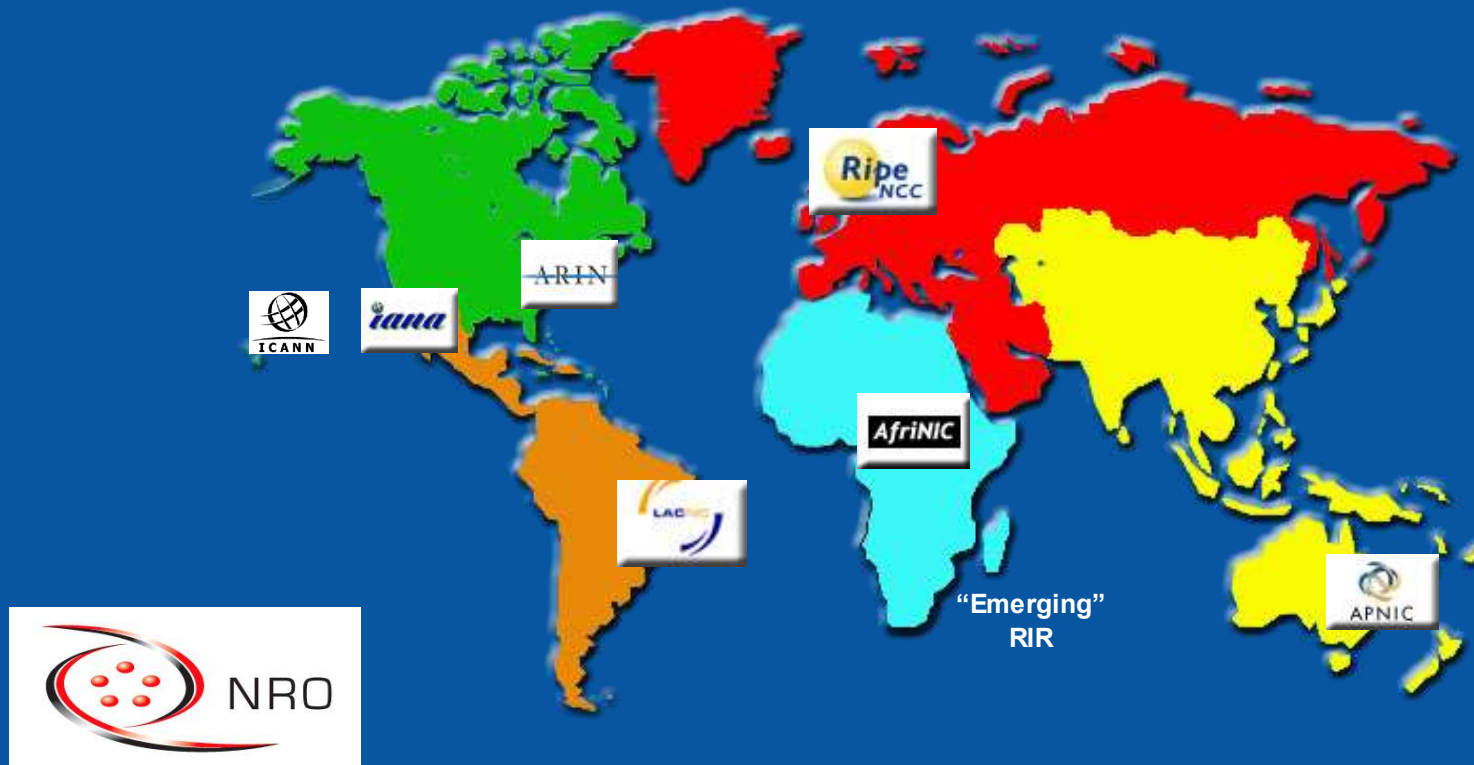 Ripe
NCC
ARIN
ICANN
iana
AfriNIC
LACNIC
“Emerging”
RIR
APNIC
NRO